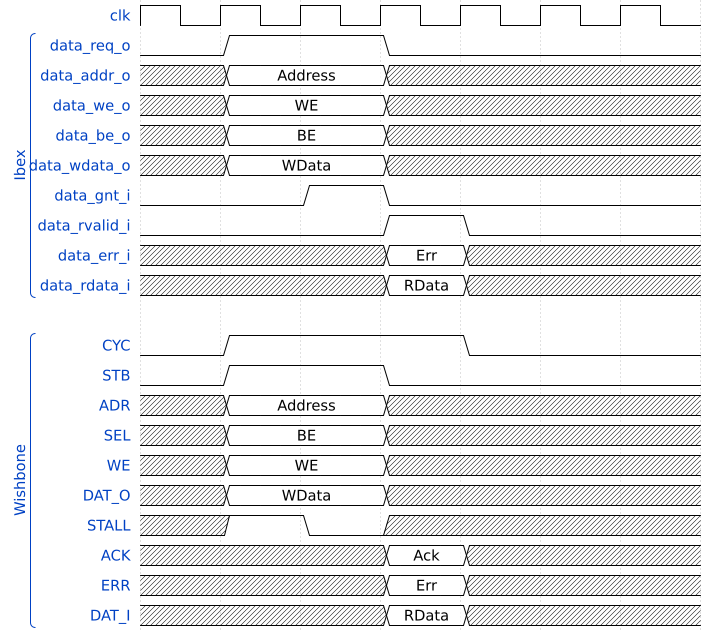 clk
Ibex
data_req_o
data_addr_o Address
data_we_o WE
data_be_o BE
data_wdata_o WData
data_gnt_i
data_rvalid_i
data_err_i Err
data_rdata_i RData
Wishbone
CYC
STB
ADR Address
SEL BE
WE WE
DAT_O WData
STALL
ACK Ack
ERR Err
DAT_I RData